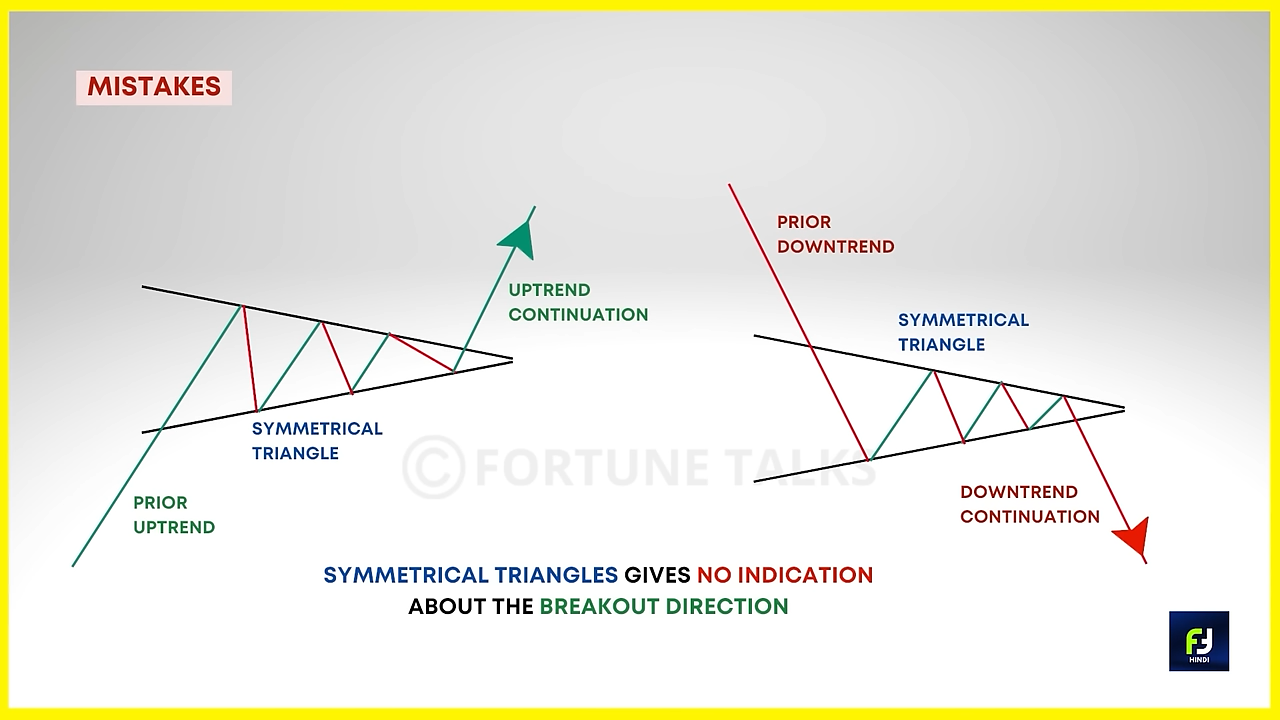 MISTAKES
PRIOR
DOWNTREND
UPTREND
CONTINUATION
SYMMETRICAL
TRIANGLE
SYMMETRICAL
TRIANGLE
© FORTUNE TALKS
PRIOR
UPTREND
DOWNTREND
CONTINUATION
SYMMETRICAL TRIANGLES GIVES NO INDICATION
ABOUT THE BREAKOUT DIRECTION
HINDI